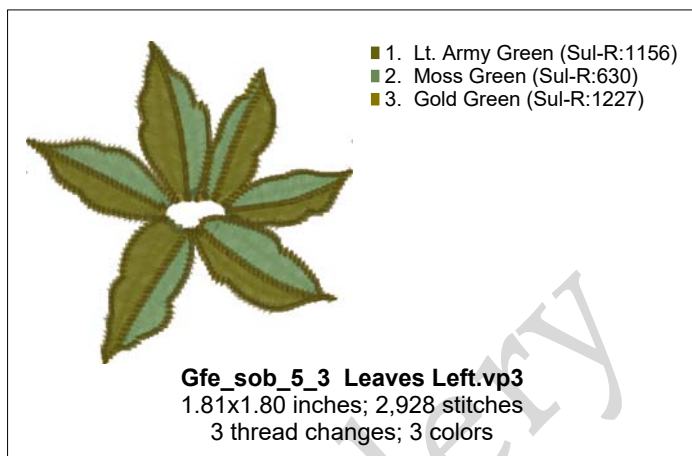 1. Lt. Army Green (Sul-R:1156)
2. Moss Green (Sul-R:630)
3. Gold Green (Sul-R:1227)
Gfe_sob_5_3 Leaves Left.vp3
1.81x1.80 inches; 2,928 stitches
3 thread changes; 3 colors